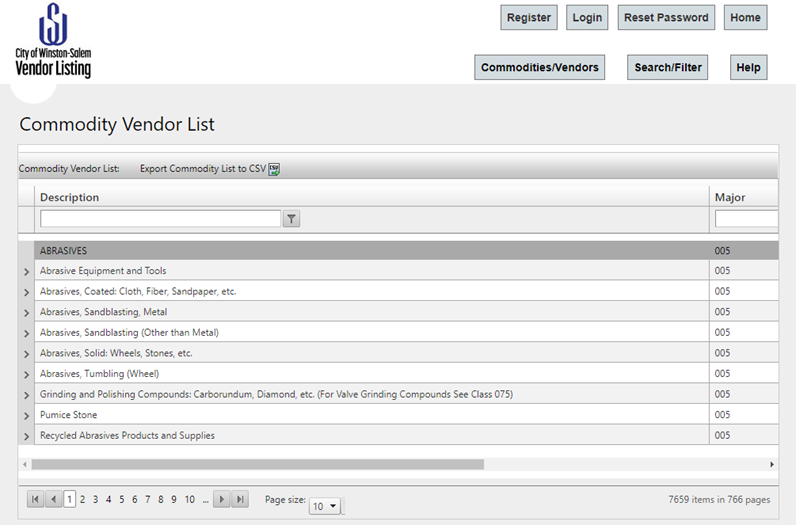 Register Login Reset Password Home
City of Winston-Salem
Vendor Listing
Commodities/Vendors Search/Filter Help
Commodity Vendor List
Commodity Vendor List: Export Commodity List to CSV
Description Major
ABRASIVES 005
Abrasive Equipment and Tools 005
Abrasives, Coated: Cloth, Fiber, Sandpaper, etc. 005
Abrasives, Sandblasting, Metal 005
Abrasives, Sandblasting (Other than Metal) 005
Abrasives, Solid: Wheels, Stones, etc. 005
Abrasives, Tumbling (Wheel) 005
Grinding and Polishing Compounds: Carborundum, Diamond, etc. (For Valve Grinding Compounds See Class 075) 005
Pumice Stone 005
Recycled Abrasives Products and Supplies 005
1 2 3 4 5 6 7 8 9 10 ... Page size: 10 7659 items in 766 pages